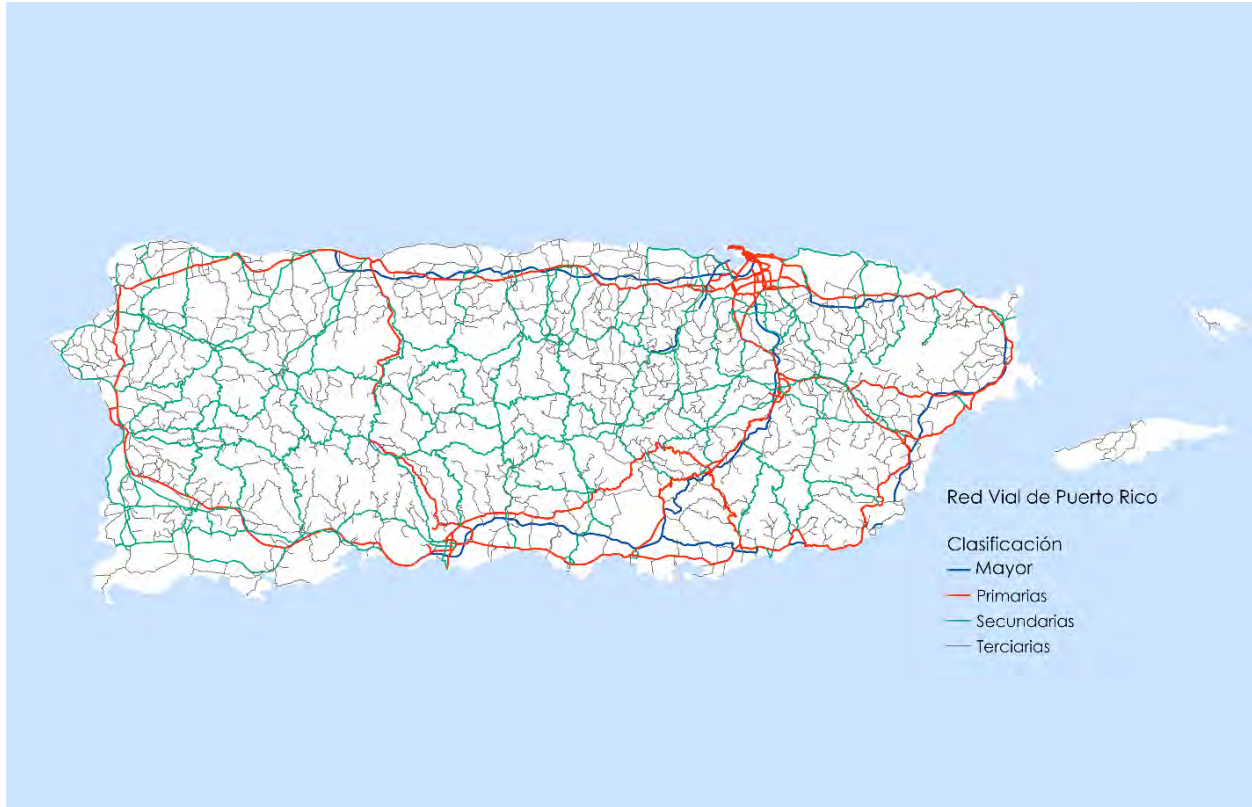 Red Vial de Puerto Rico
Clasificación
Mayor
Primarias
Secundarias
Terciarias